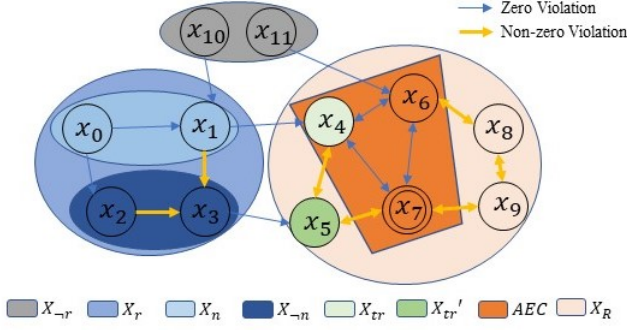 Zero Violation
Non-zero Violation
x₁₀ x₁₁
x₀ x₁ x₄ x₆ x₈
x₂ x₃ x₅ x₇ x₉
X¬r Xr Xn X¬n Xtr Xtr' AEC XR